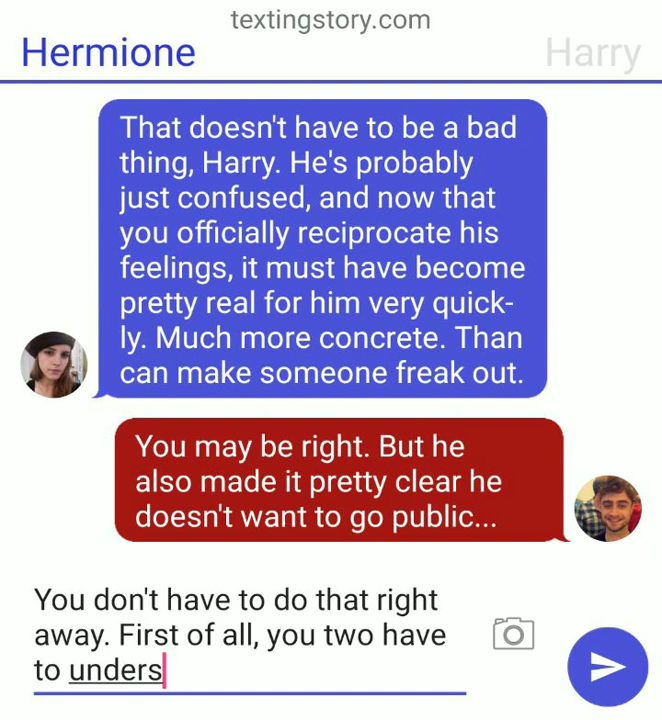 textingstory.com
Hermione
Harry
That doesn't have to be a bad
thing, Harry. He's probably
just confused, and now that
you officially reciprocate his
feelings, it must have become
pretty real for him very quick-
ly. Much more concrete. Than
can make someone freak out.
You may be right. But he
also made it pretty clear he
doesn't want to go public...
You don't have to do that right
away. First of all, you two have
to unders